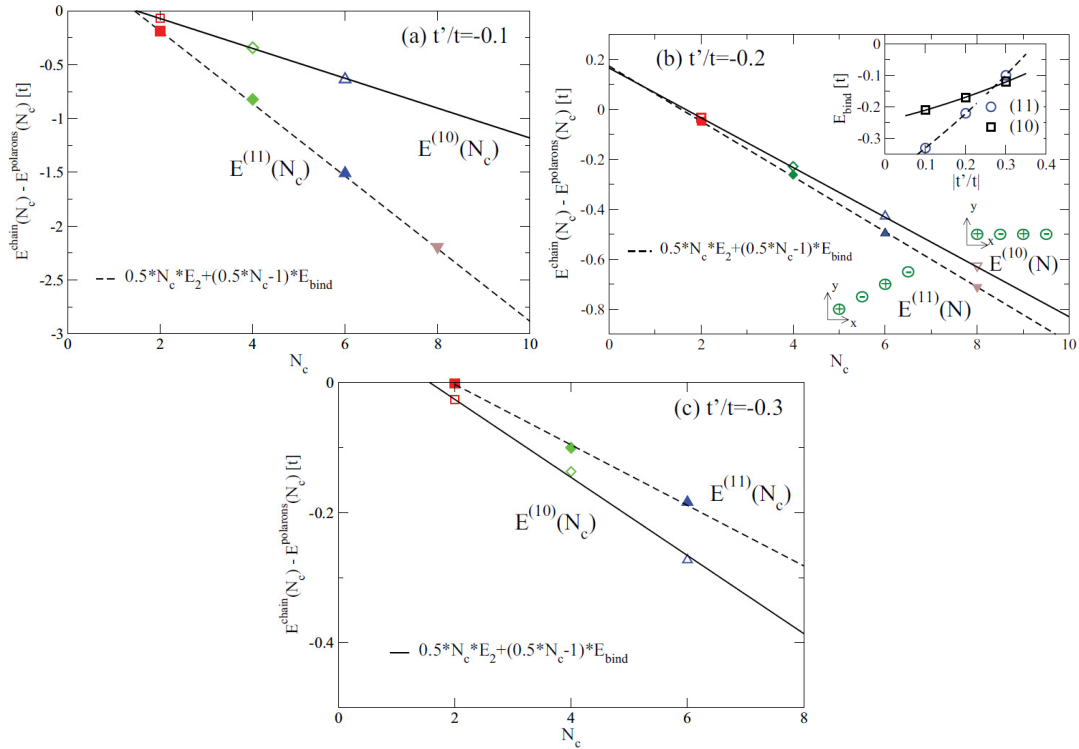 (a) t'/t=-0.1
E^chain(N_c) - E^polarons(N_c) [t]
0
-0.5
-1
-1.5
-2
-2.5
-3
E^(10)(N_c)
E^(11)(N_c)
0.5*N_c*E_2+(0.5*N_c-1)*E_bind
0 2 4 6 8 10
N_c
(b) t'/t=-0.2
E^chain(N_c) - E^polarons(N_c) [t]
0.2
0
-0.2
-0.4
-0.6
-0.8
E_bind [t]
0
-0.1
-0.2
-0.3
(11)
(10)
0 0.1 0.2 0.3 0.4
|t'/t|
y
x
+ - + -
E^(10)(N)
0.5*N_c*E_2+(0.5*N_c-1)*E_bind
y
x
+ - + -
E^(11)(N)
0 2 4 6 8 10
N_c
(c) t'/t=-0.3
E^chain(N_c) - E^polarons(N_c) [t]
0
-0.2
-0.4
E^(11)(N_c)
E^(10)(N_c)
0.5*N_c*E_2+(0.5*N_c-1)*E_bind
0 2 4 6 8
N_c